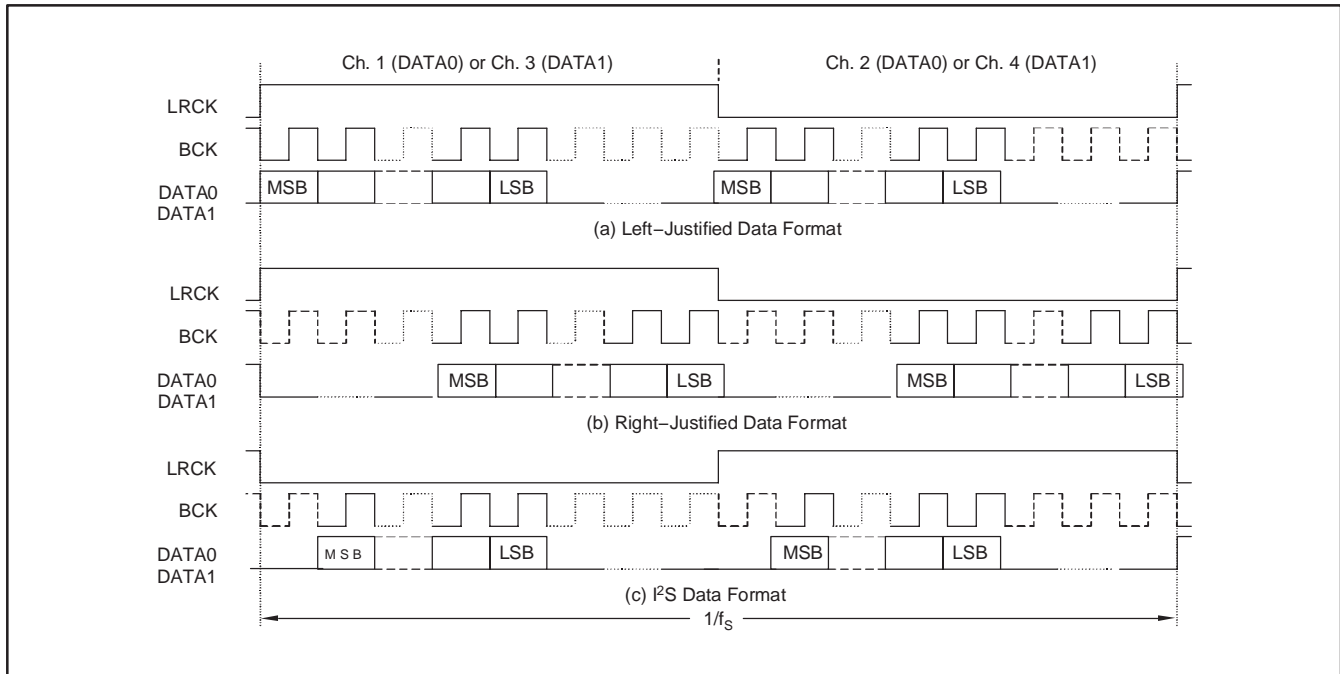 Ch. 1 (DATA0) or Ch. 3 (DATA1) Ch. 2 (DATA0) or Ch. 4 (DATA1)
LRCK
BCK
DATA0 MSB LSB MSB LSB
DATA1
(a) Left−Justified Data Format
LRCK
BCK
DATA0 MSB LSB MSB LSB
DATA1
(b) Right−Justified Data Format
LRCK
BCK
DATA0 M S B LSB MSB LSB
DATA1
(c) I²S Data Format
1/fS